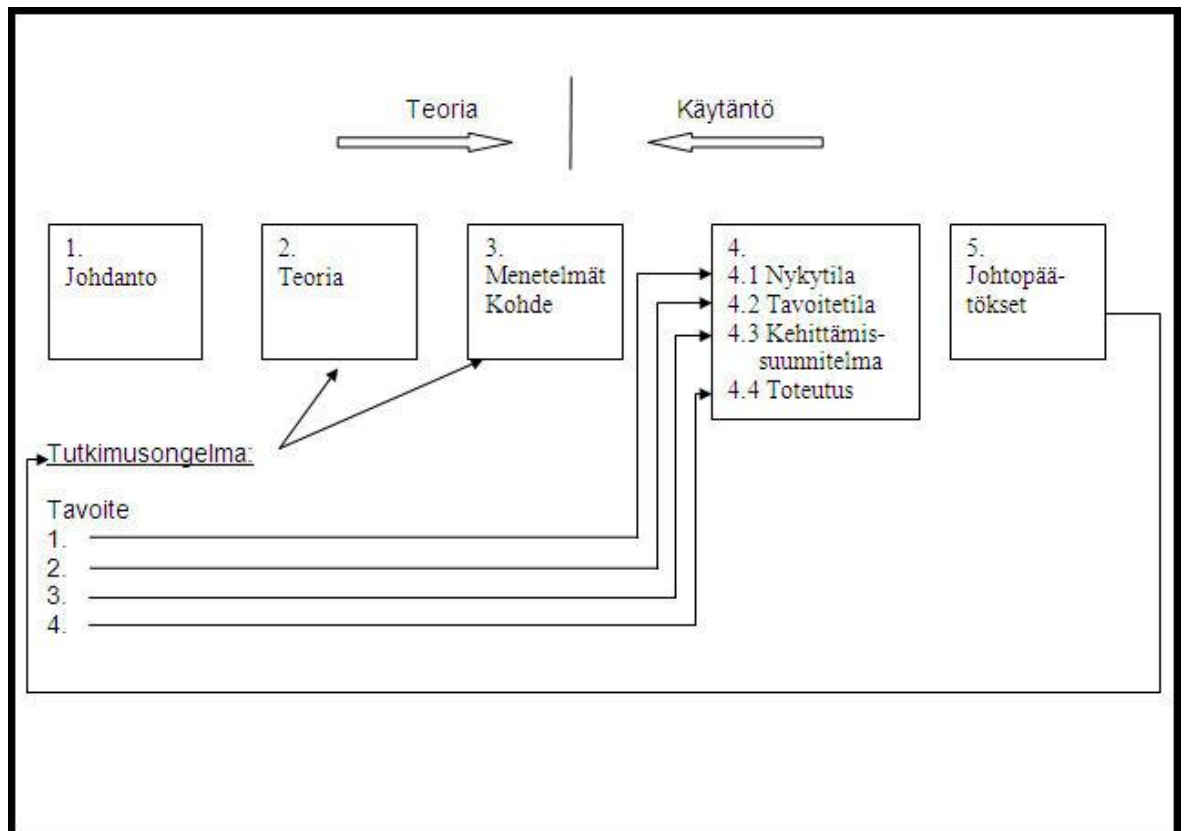 Teoria
Käytäntö
1.
Johdanto
2.
Teoria
3.
Menetelmät
Kohde
4.
4.1 Nykytila
4.2 Tavoitetila
4.3 Kehittämis-
suunnitelma
4.4 Toteutus
5.
Johtopää-
tökset
Tutkimusongelma:
Tavoite
1.
2.
3.
4.